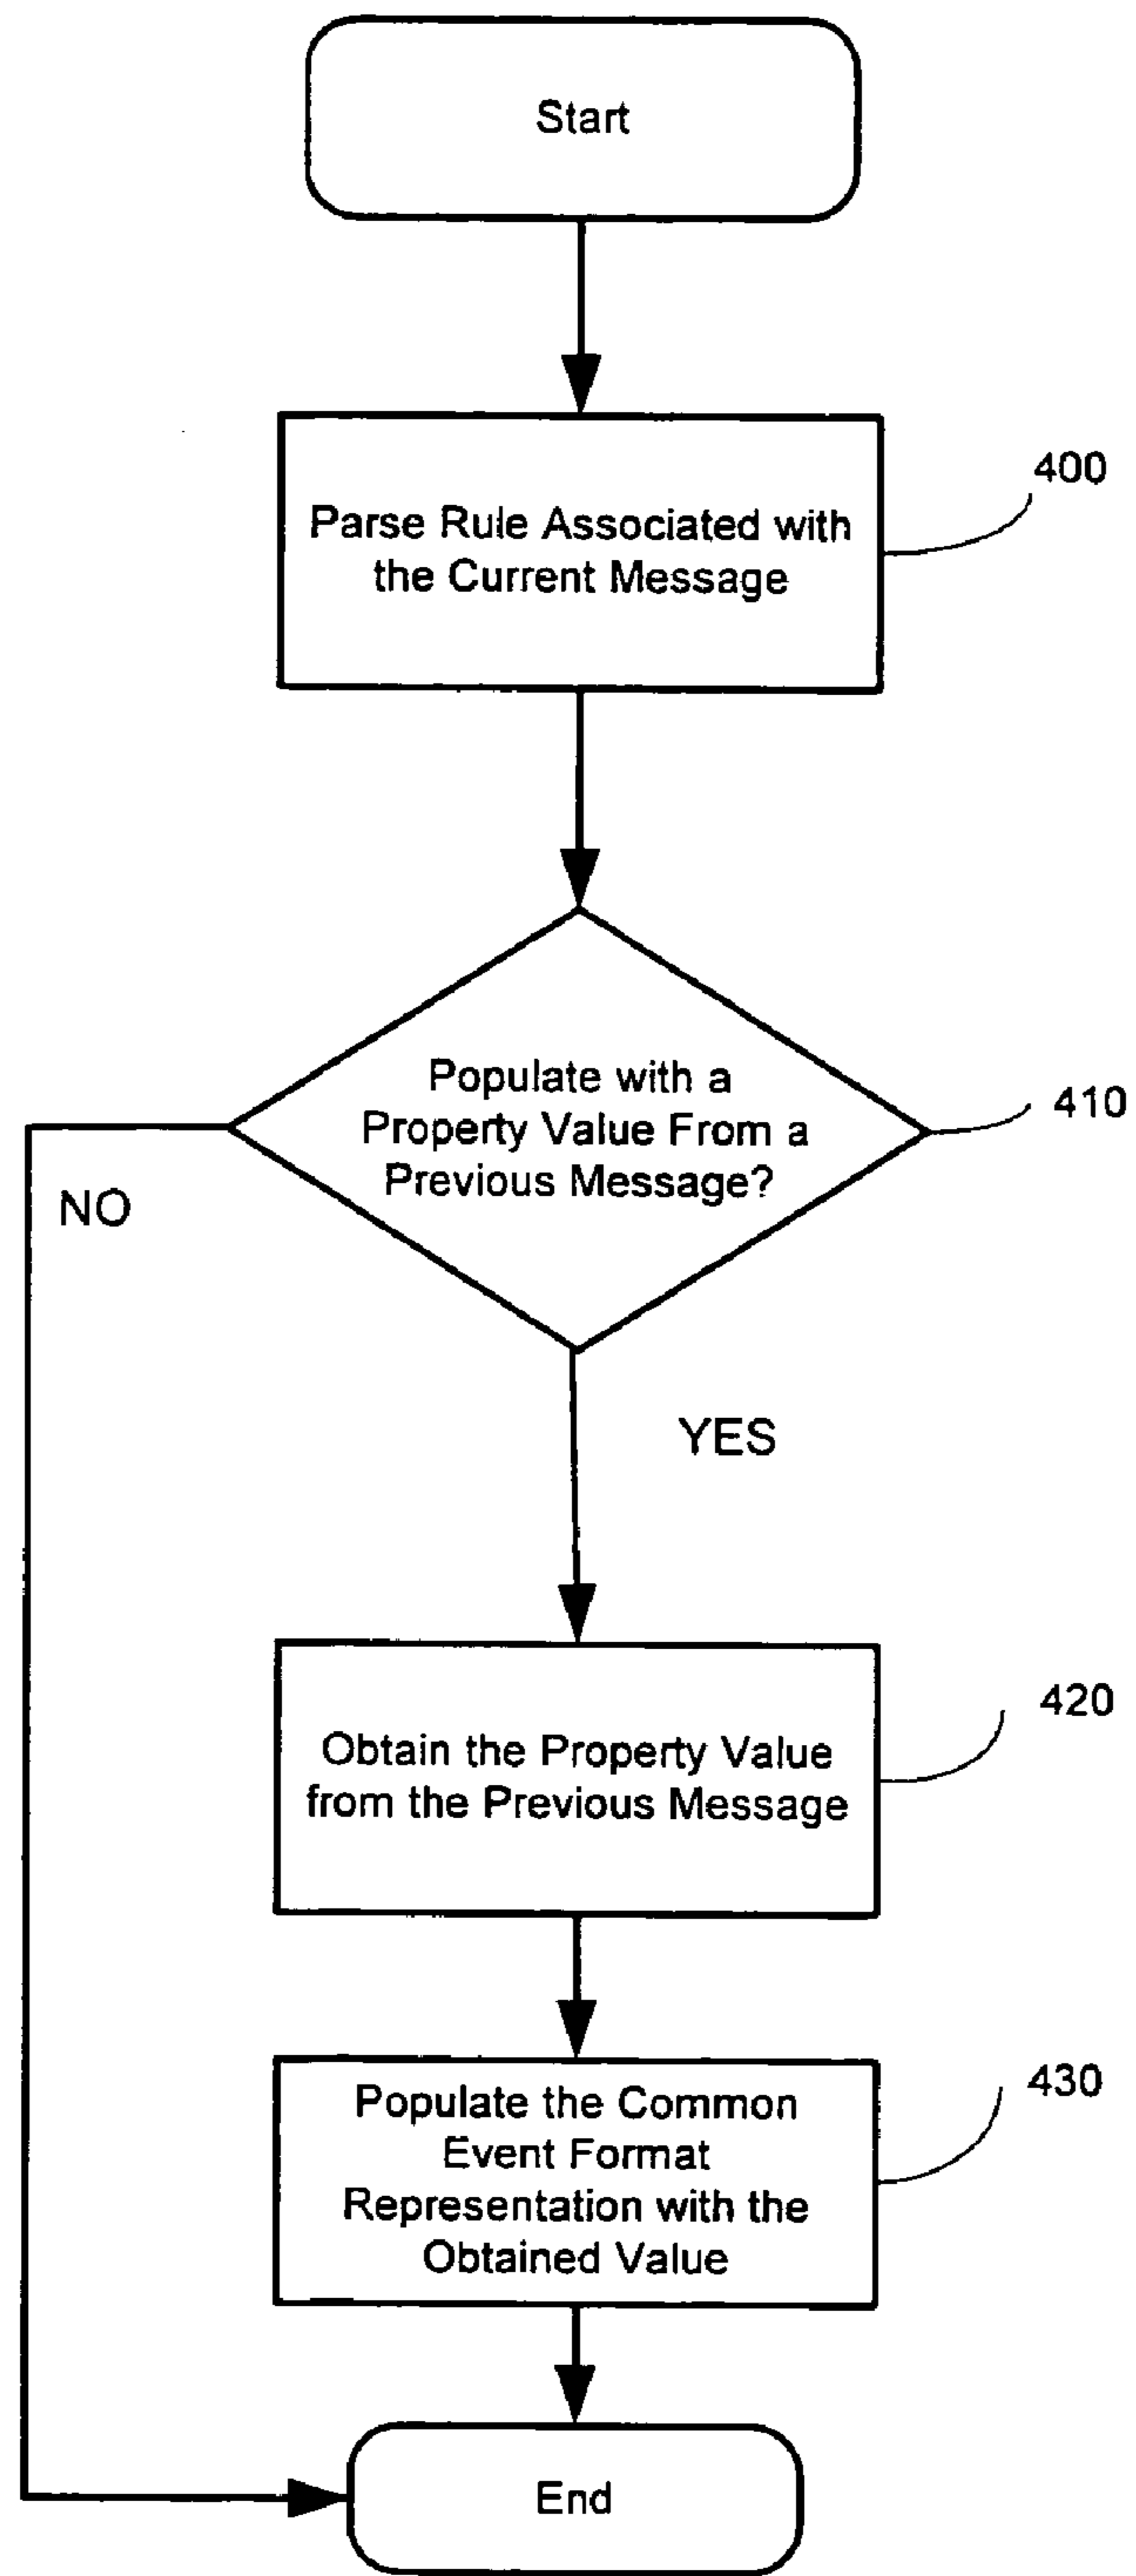 Start
Parse Rule Associated with
the Current Message
400
Populate with a
Property Value From a
Previous Message?
410
NO
YES
Obtain the Property Value
from the Previous Message
420
Populate the Common
Event Format
Representation with the
Obtained Value
430
End